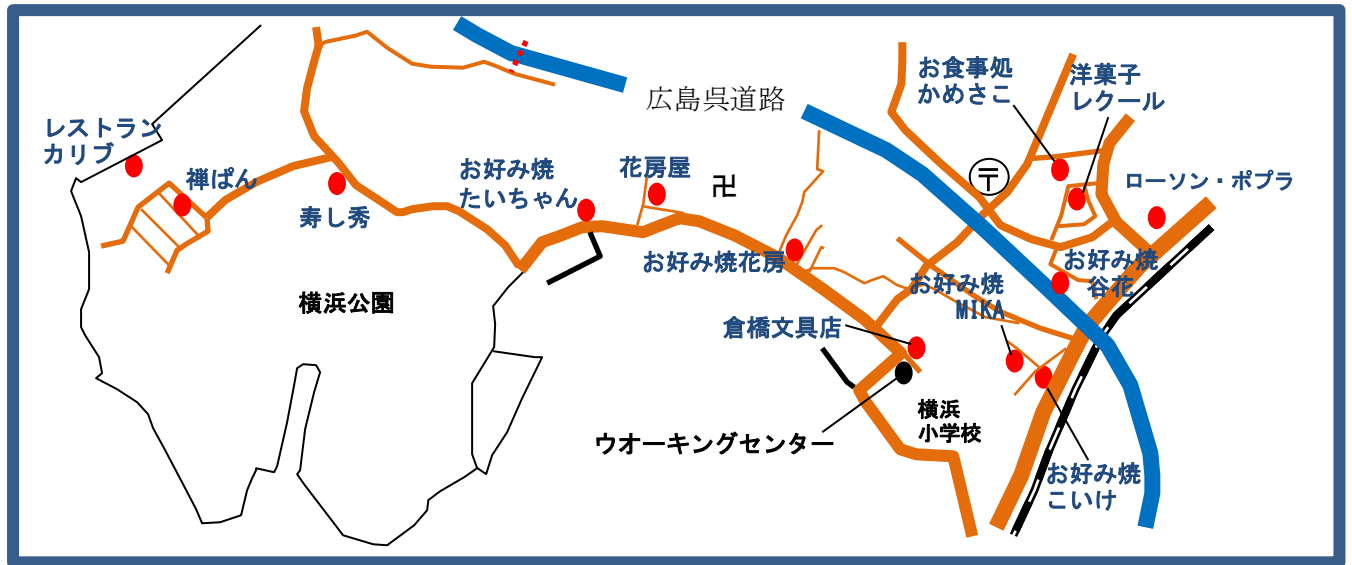 広島呉道路
お食事処
かめさこ
洋菓子
レクール
レストラン
カリブ
禅ぱん
寿し秀
お好み焼
たいちゃん
花房屋
卍
〒
ローソン・ポプラ
お好み焼花房
お好み焼
谷花
お好み焼
MIKA
横浜公園
倉橋文具店
横浜
小学校
ウオーキングセンター
お好み焼
こいけ